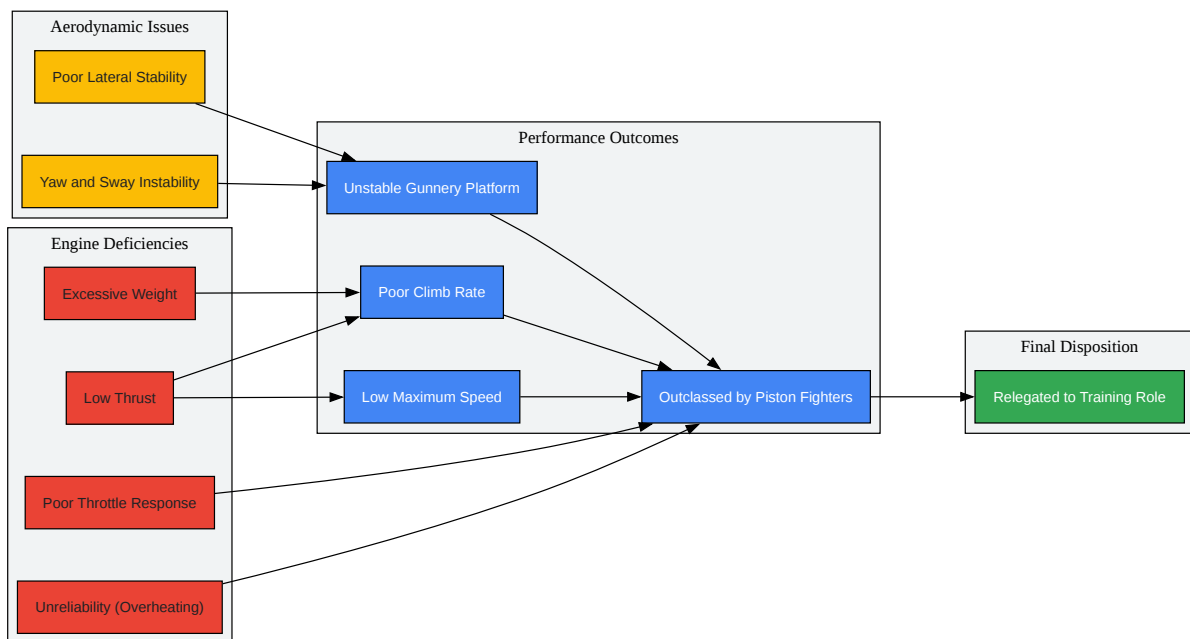 Aerodynamic Issues
Poor Lateral Stability
Yaw and Sway Instability
Engine Deficiencies
Excessive Weight
Low Thrust
Poor Throttle Response
Unreliability (Overheating)
Performance Outcomes
Unstable Gunnery Platform
Poor Climb Rate
Low Maximum Speed
Outclassed by Piston Fighters
Final Disposition
Relegated to Training Role